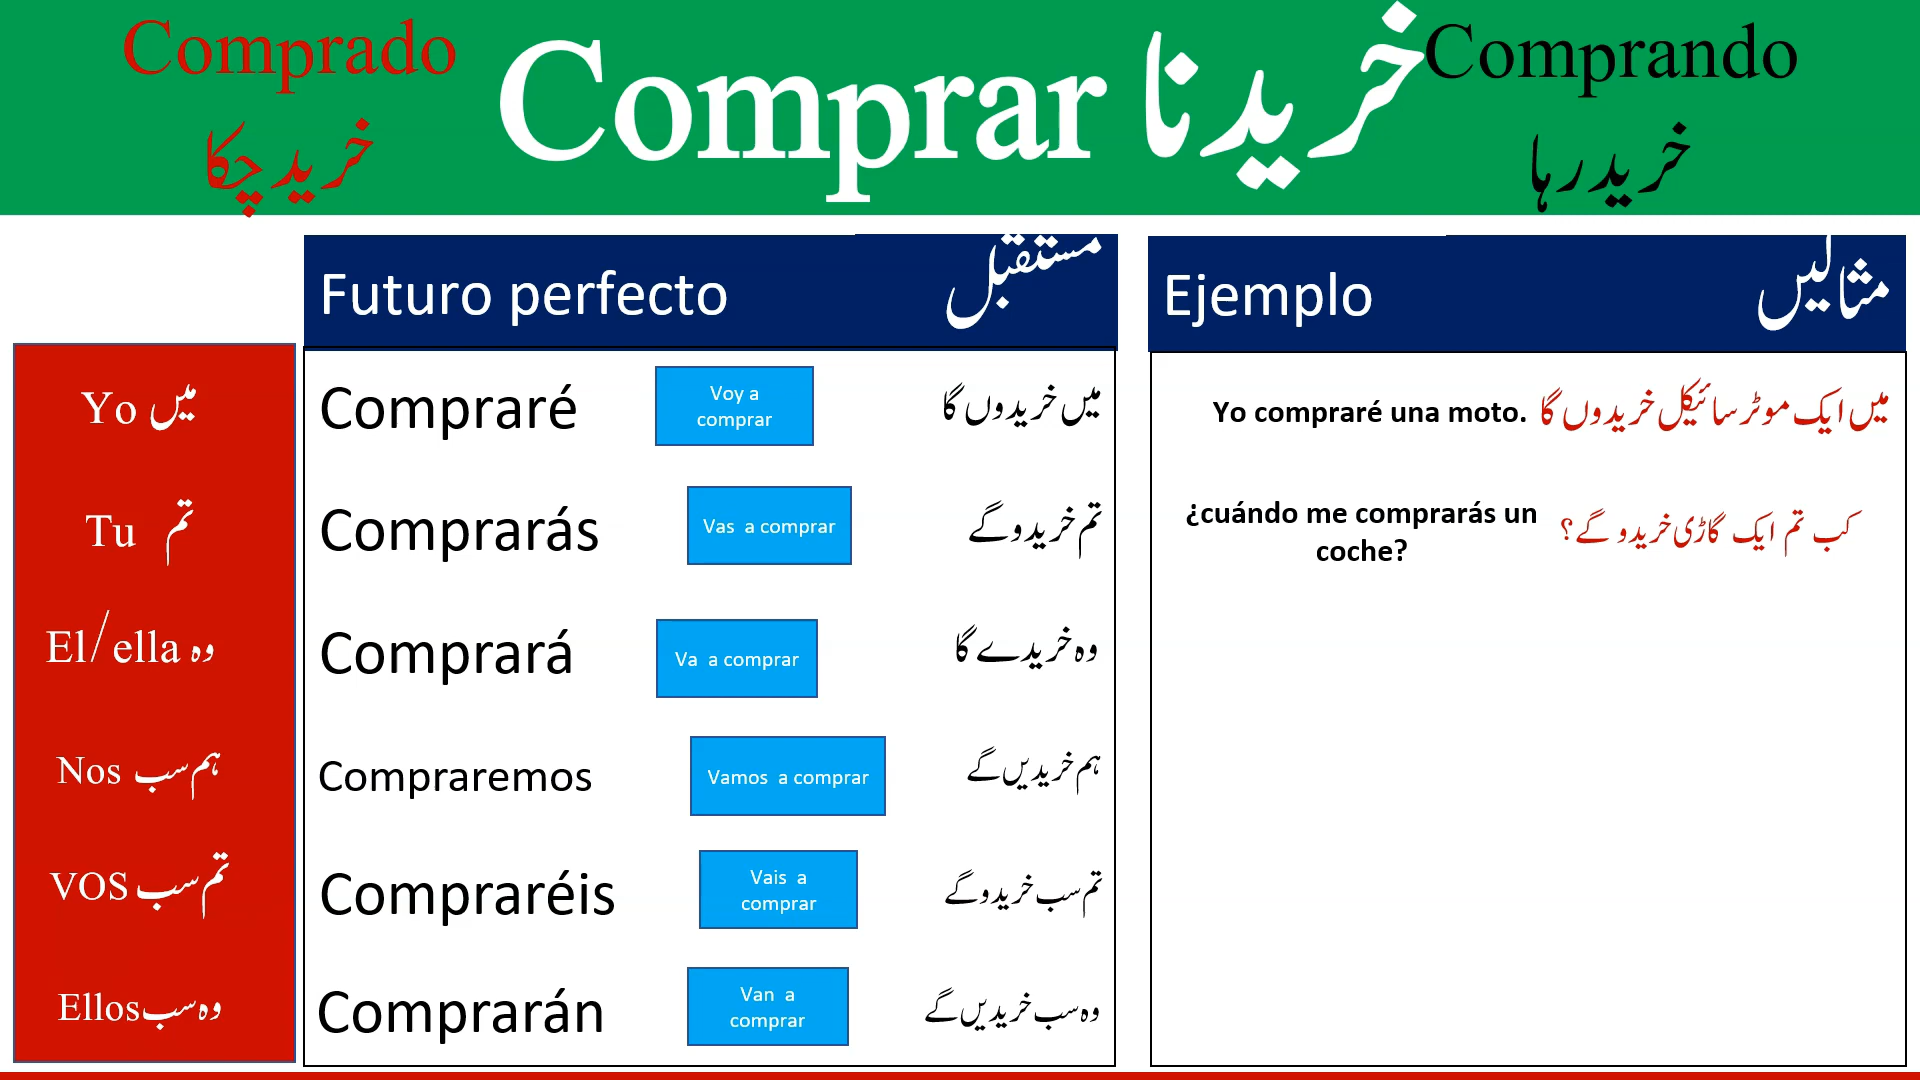 Comprado
خرید چکا
Comprar خریدنا
Comprando
خرید رہا
Futuro perfecto مستقبل
Ejemplo مثالیں
Yo میں
Compraré
Voy a
comprar
میں خریدوں گا
Yo compraré una moto. میں ایک موٹر سائیکل خریدوں گا
Tu تم
Comprarás
Vas a comprar
تم خریدو گے
¿cuándo me comprarás un
coche?
کب تم ایک گاڑی خریدو گے؟
El/ella وہ
Comprará
Va a comprar
وہ خریدے گا
Nos ہم سب
Compraremos
Vamos a comprar
ہم خریدیں گے
VOS تم سب
Compraréis
Vais a
comprar
تم سب خریدو گے
Ellos وہ سب
Comprarán
Van a
comprar
وہ سب خریدیں گے